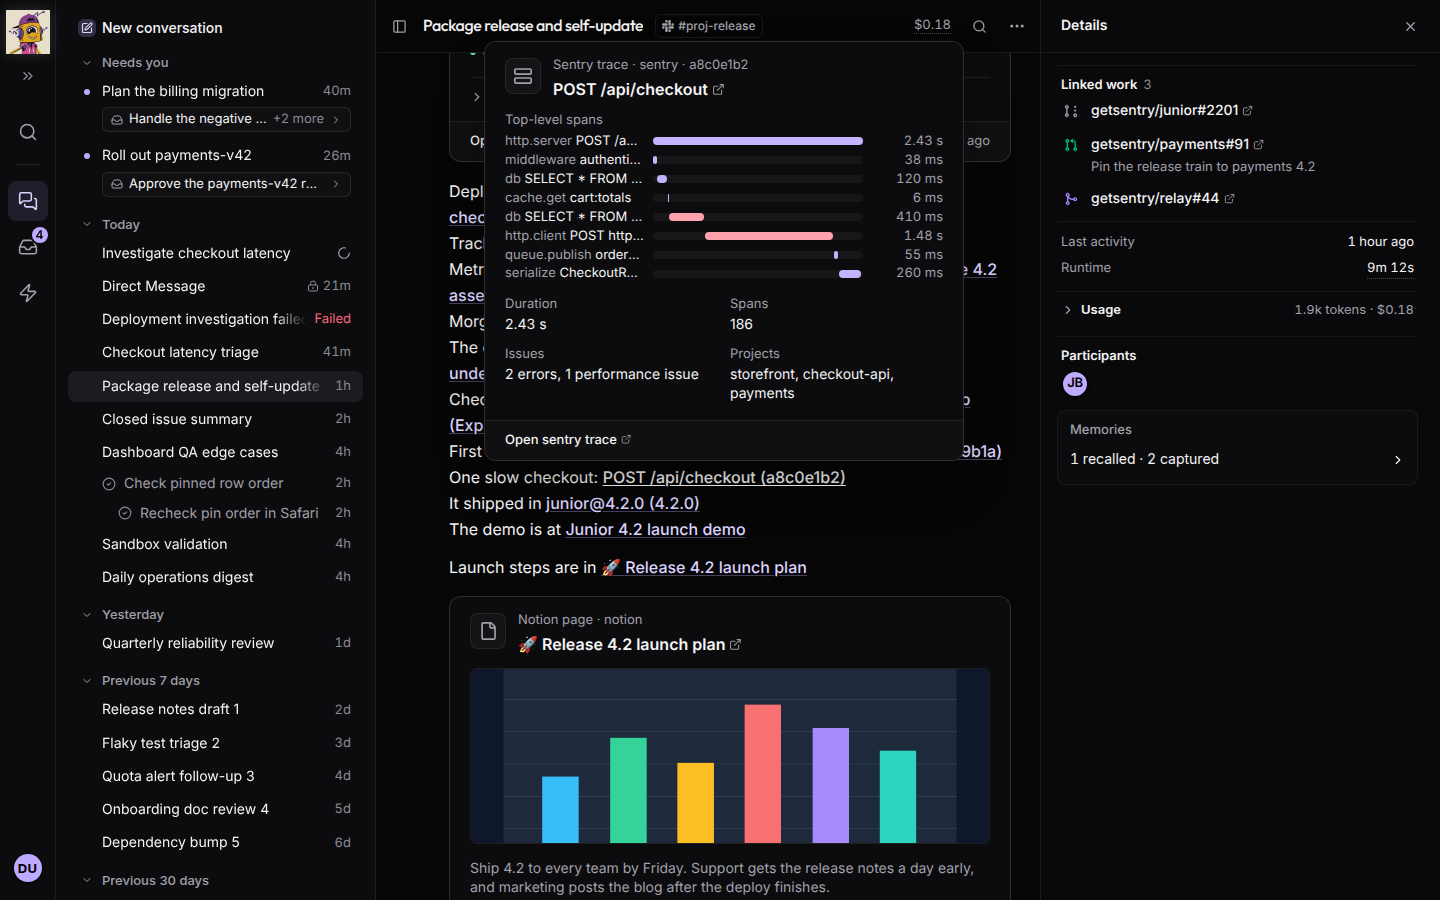 New conversation
Needs you
Plan the billing migration 40m
Handle the negative ... +2 more
Roll out payments-v42 26m
Approve the payments-v42 r...
Today
Investigate checkout latency
Direct Message 21m
Deployment investigation failed Failed
Checkout latency triage 41m
Package release and self-update 1h
Closed issue summary 2h
Dashboard QA edge cases 4h
Check pinned row order 2h
Recheck pin order in Safari 2h
Sandbox validation 4h
Daily operations digest 4h
Yesterday
Quarterly reliability review 1d
Previous 7 days
Release notes draft 1 2d
Flaky test triage 2 3d
Quota alert follow-up 3 4d
Onboarding doc review 4 5d
Dependency bump 5 6d
Previous 30 days
4
DU
Package release and self-update #proj-release $0.18
Sentry trace · sentry · a8c0e1b2
POST /api/checkout
Top-level spans
http.server POST /a... 2.43 s
middleware authenti... 38 ms
db SELECT * FROM ... 120 ms
cache.get cart:totals 6 ms
db SELECT * FROM ... 410 ms
http.client POST http... 1.48 s
queue.publish order... 55 ms
serialize CheckoutR... 260 ms
Duration Spans
2.43 s 186
Issues Projects
2 errors, 1 performance issue storefront, checkout-api,
payments
Open sentry trace
ago
e 4.2
The
(Exp
First 9b1a)
One slow checkout: POST /api/checkout (a8c0e1b2)
It shipped in junior@4.2.0 (4.2.0)
The demo is at Junior 4.2 launch demo
Launch steps are in 🚀 Release 4.2 launch plan
Notion page · notion
🚀 Release 4.2 launch plan
Ship 4.2 to every team by Friday. Support gets the release notes a day early,
and marketing posts the blog after the deploy finishes.
Details
Linked work 3
getsentry/junior#2201
getsentry/payments#91
Pin the release train to payments 4.2
getsentry/relay#44
Last activity 1 hour ago
Runtime 9m 12s
Usage 1.9k tokens · $0.18
Participants
JB
Memories
1 recalled · 2 captured